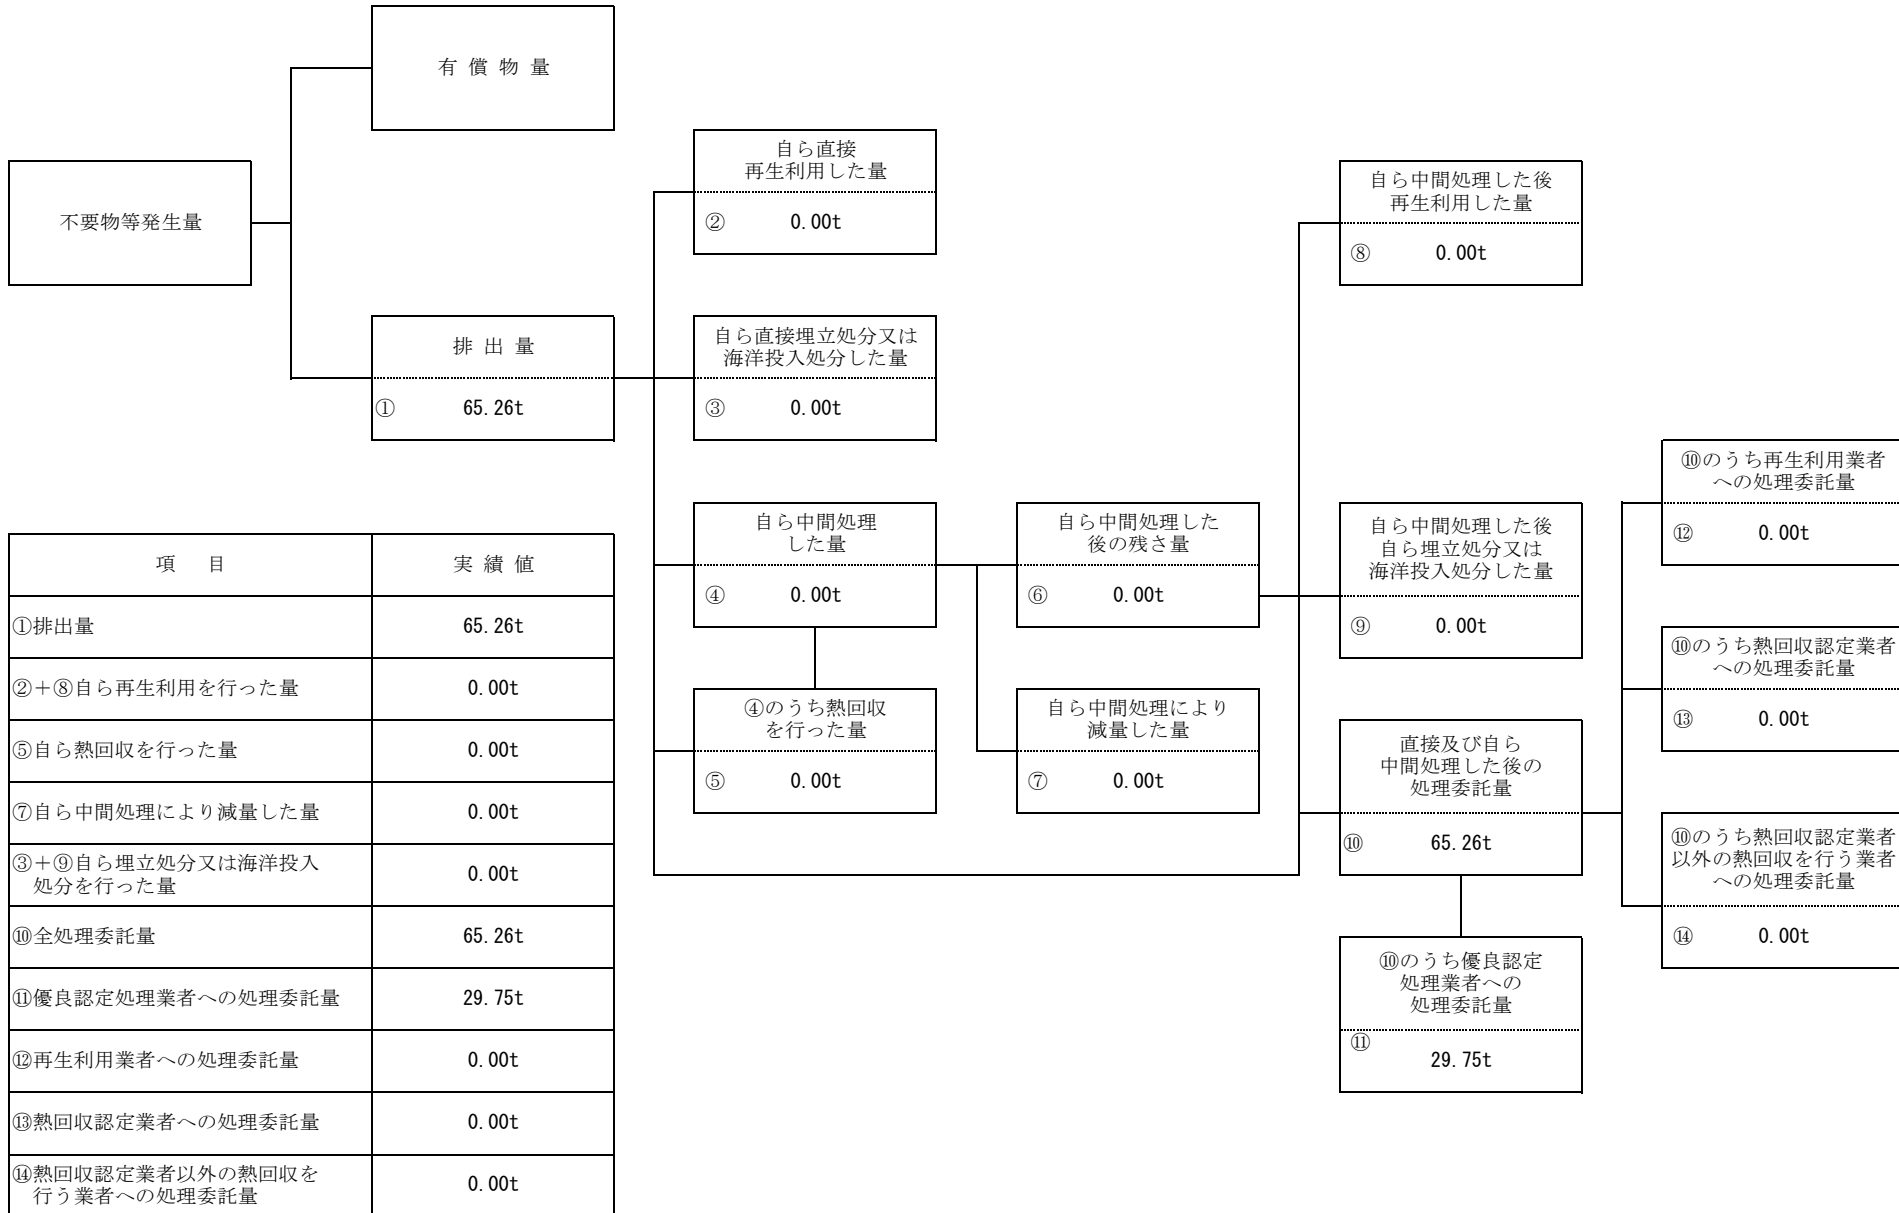 有 償 物 量
不要物等発生量
排 出 量
① 65.26t
自ら直接
再生利用した量
② 0.00t
自ら直接埋立処分又は
海洋投入処分した量
③ 0.00t
自ら中間処理
した量
④ 0.00t
④のうち熱回収
を行った量
⑤ 0.00t
自ら中間処理した
後の残さ量
⑥ 0.00t
自ら中間処理により
減量した量
⑦ 0.00t
自ら中間処理した後
再生利用した量
⑧ 0.00t
自ら中間処理した後
自ら埋立処分又は
海洋投入処分した量
⑨ 0.00t
直接及び自ら
中間処理した後の
処理委託量
⑩ 65.26t
⑩のうち優良認定
処理業者への
処理委託量
⑪
29.75t
⑩のうち再生利用業者
への処理委託量
⑫ 0.00t
⑩のうち熱回収認定業者
への処理委託量
⑬ 0.00t
⑩のうち熱回収認定業者
以外の熱回収を行う業者
への処理委託量
⑭ 0.00t
項 目 実 績 値
①排出量 65.26t
②+⑧自ら再生利用を行った量 0.00t
⑤自ら熱回収を行った量 0.00t
⑦自ら中間処理により減量した量 0.00t
③+⑨自ら埋立処分又は海洋投入
処分を行った量 0.00t
⑩全処理委託量 65.26t
⑪優良認定処理業者への処理委託量 29.75t
⑫再生利用業者への処理委託量 0.00t
⑬熱回収認定業者への処理委託量 0.00t
⑭熱回収認定業者以外の熱回収を
行う業者への処理委託量 0.00t